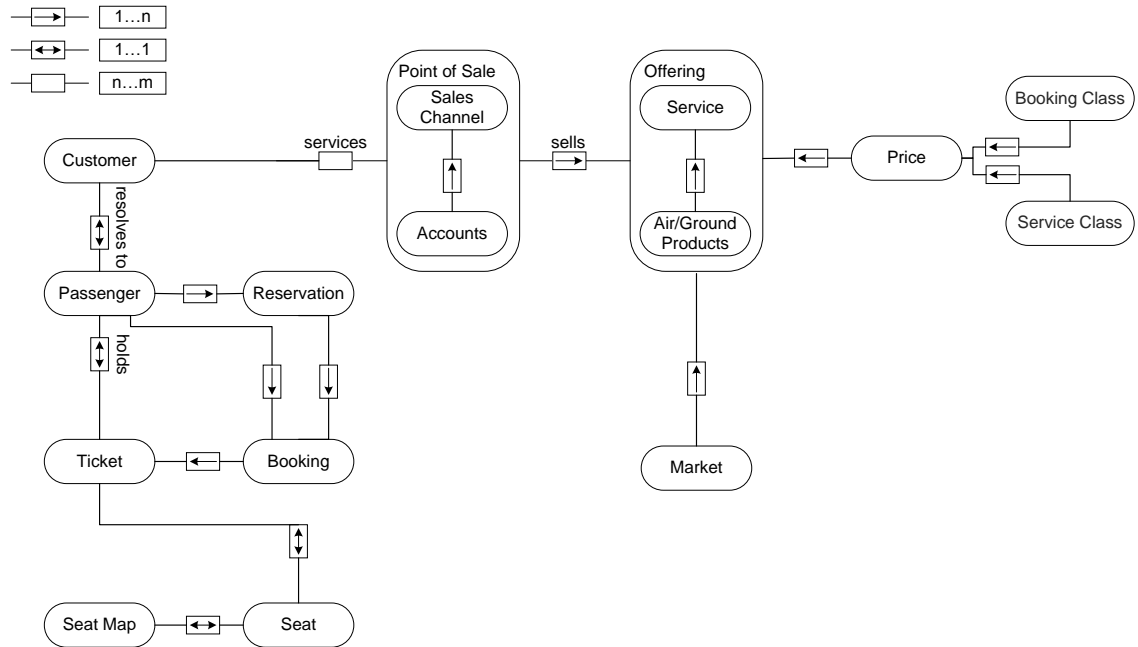 1…n
1…1
n…m
Point of Sale
Sales
Channel
Accounts
services
sells
Offering
Service
Air/Ground
Products
Price
Booking Class
Service Class
Customer
resolves to
Passenger
Reservation
holds
Ticket
Booking
Market
Seat Map
Seat